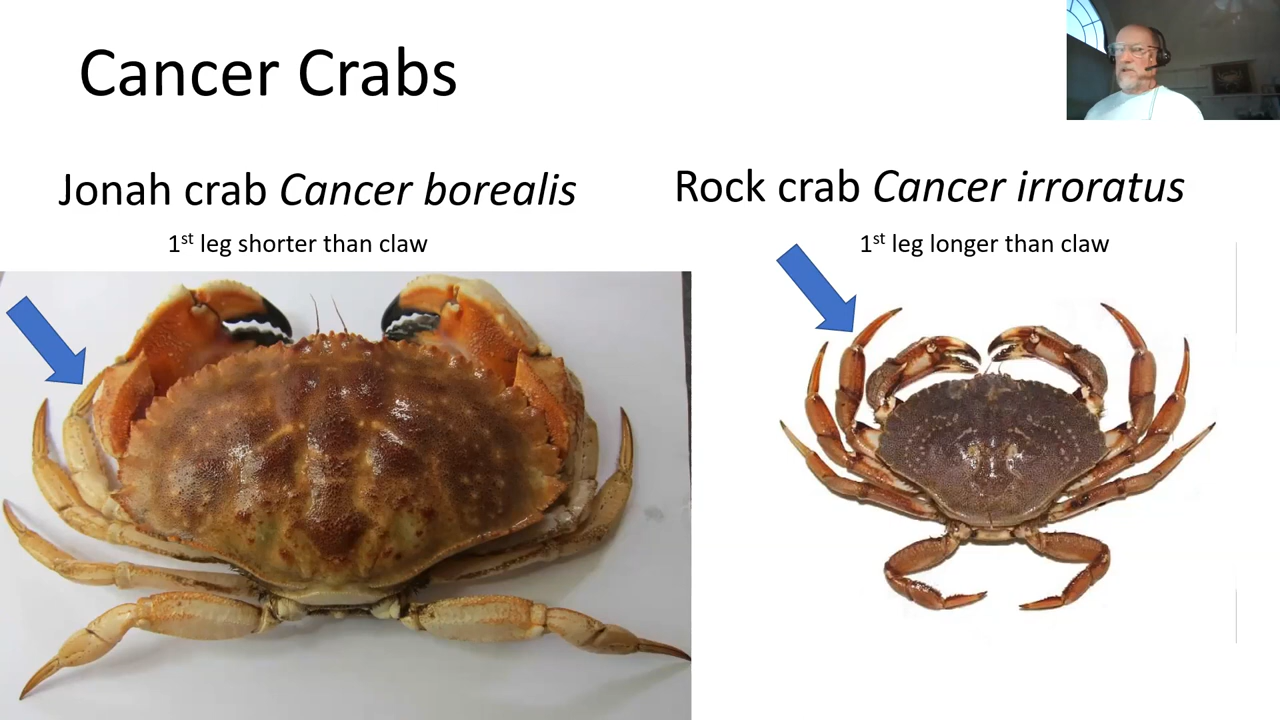 Cancer Crabs
Jonah crab Cancer borealis
1st leg shorter than claw
Rock crab Cancer irroratus
1st leg longer than claw